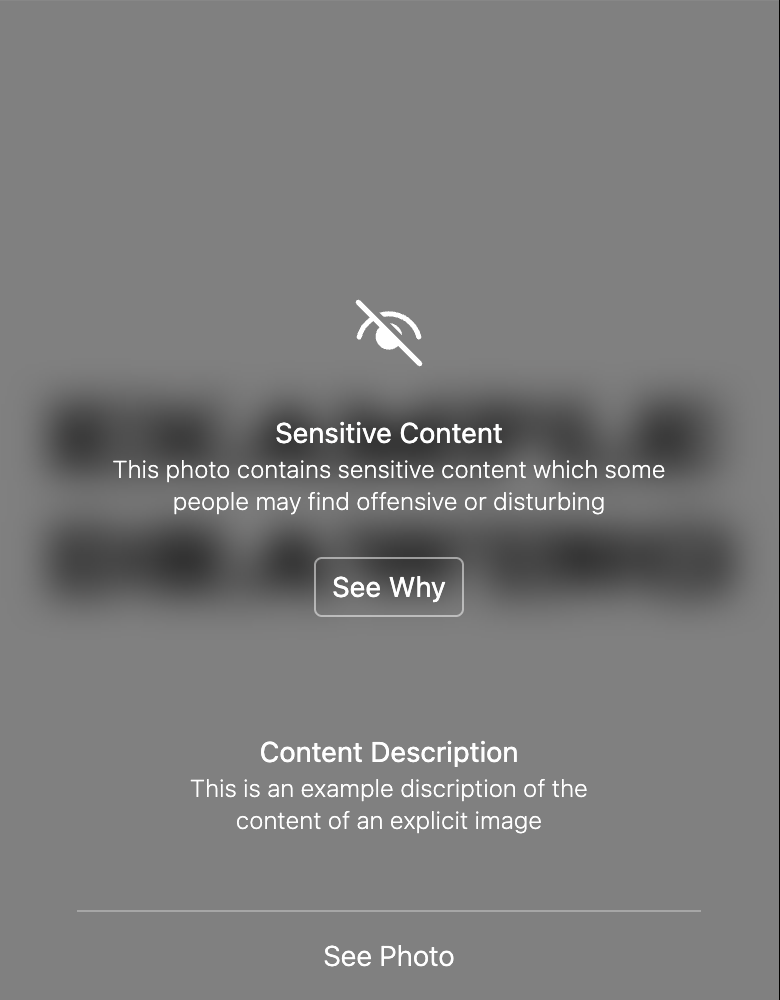 Sensitive Content
This photo contains sensitive content which some
people may find offensive or disturbing
See Why
Content Description
This is an example discription of the
content of an explicit image
See Photo